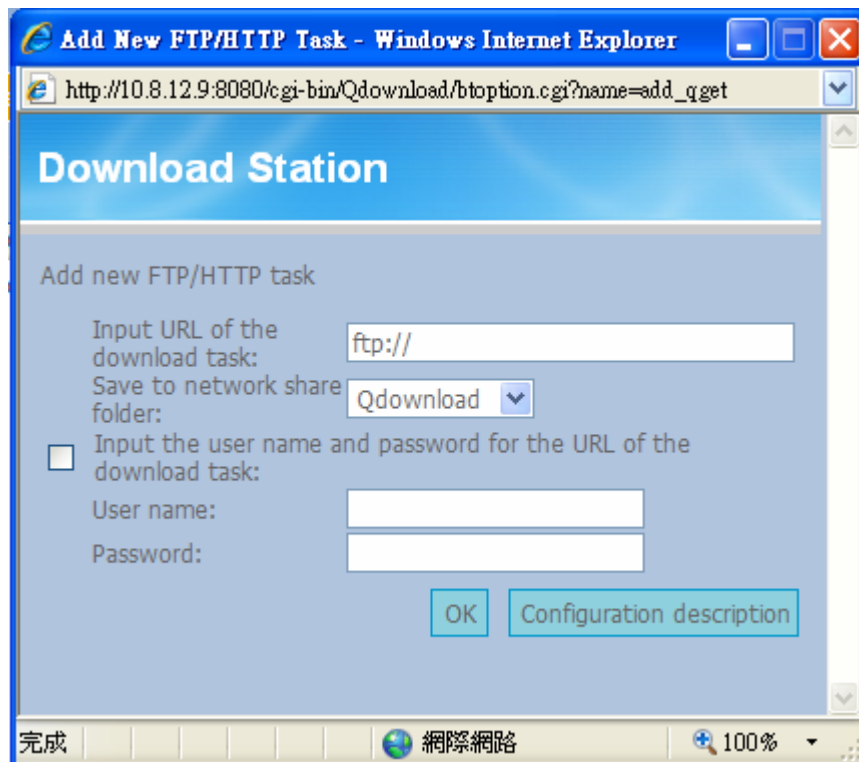 Add New FTP/HTTP Task - Windows Internet Explorer
http://10.8.12.9:8080/cgi-bin/Qdownload/btoption.cgi?name=add_qget
Download Station
Add new FTP/HTTP task
Input URL of the
download task:
ftp://
Save to network share
folder:
Qdownload
Input the user name and password for the URL of the
download task:
User name:
Password:
OK
Configuration description
完成
網際網路
100%